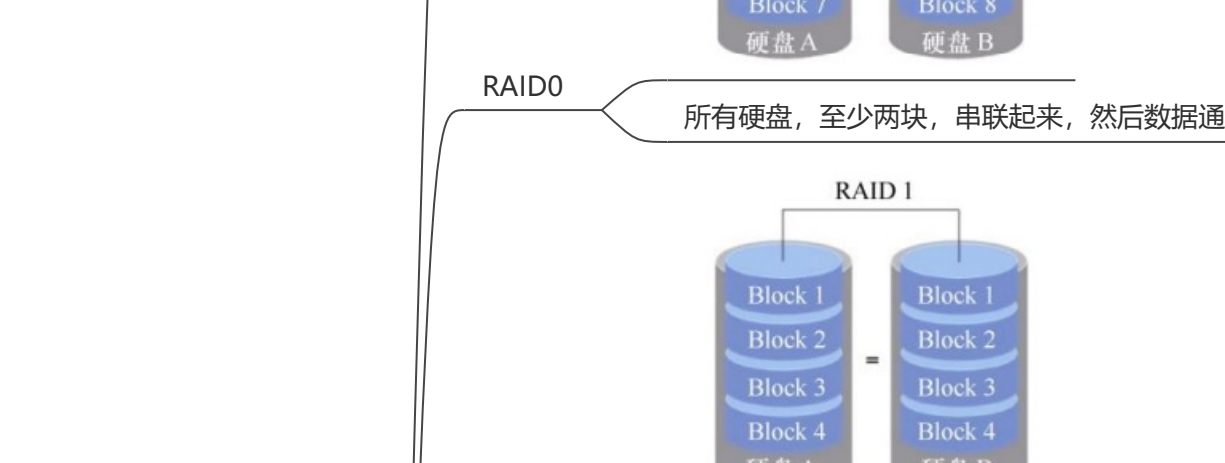 Block 7 Block 8
硬盘 A 硬盘 B
RAID0
所有硬盘，至少两块，串联起来，然后数据通
RAID 1
Block 1 Block 1
Block 2 = Block 2
Block 3 Block 3
Block 4 Block 4